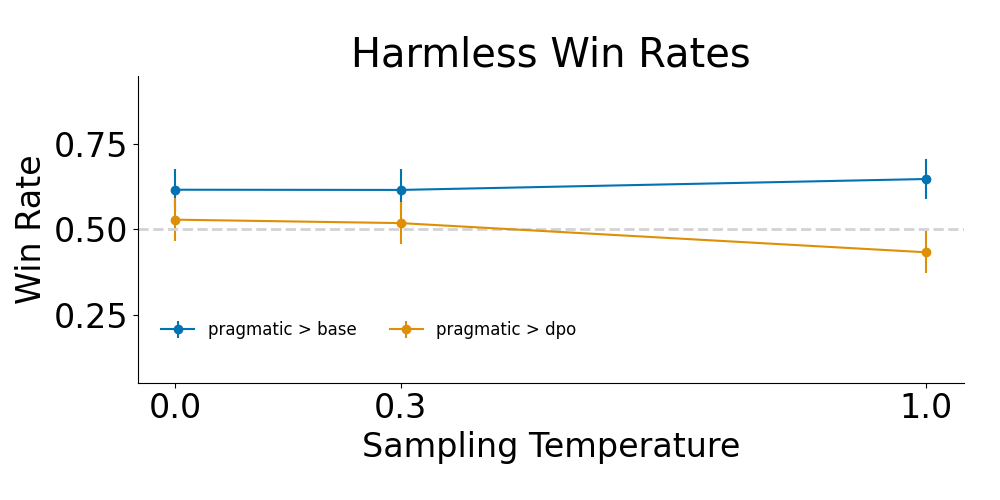 Harmless Win Rates
Win Rate
0.75
0.50
0.25
pragmatic > base
pragmatic > dpo
0.0
0.3
1.0
Sampling Temperature